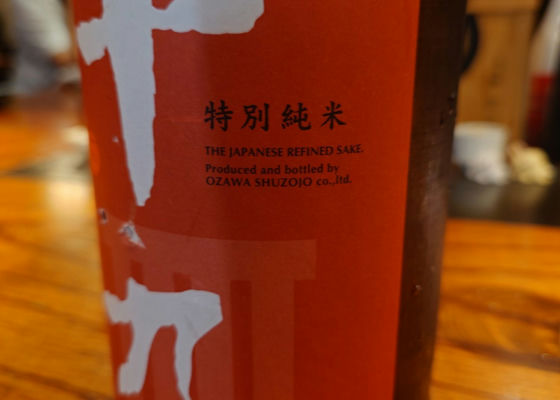 特別純米
THE JAPANESE REFINED SAKE.
Produced and bottled by
OZAWA SHUZOJO co.,ltd.